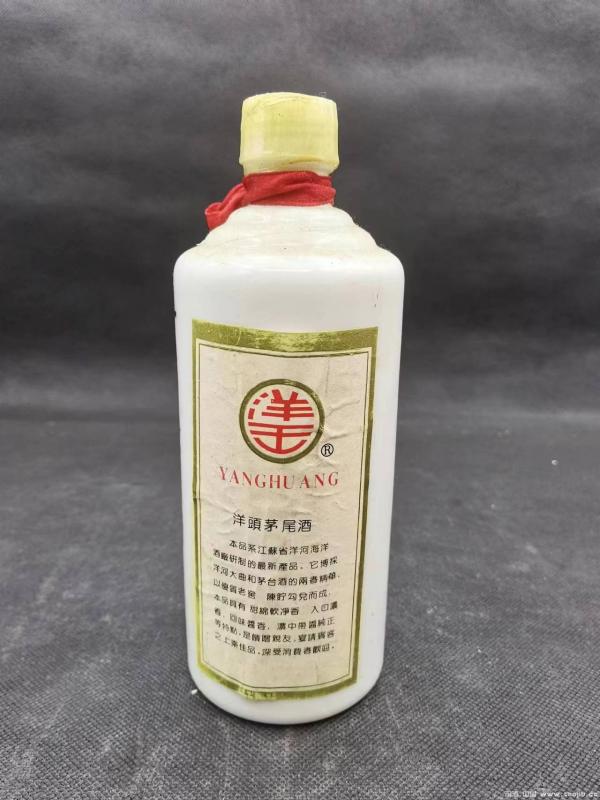 洋王
®
YANGHUANG
洋頭茅尾酒
本品系江蘇省洋河海洋
酒廠研制的最新產品。它博採
洋河大曲和茅台酒的兩者精華，
以優質老窖 陳貯勾兌而成。
本品具有 甜綿軟凈香 入口濃
香，回味醬香，濃中帶醬純正
等特點，是饋贈親友，宴請賓客
之上乘佳品，深受消費者歡迎。